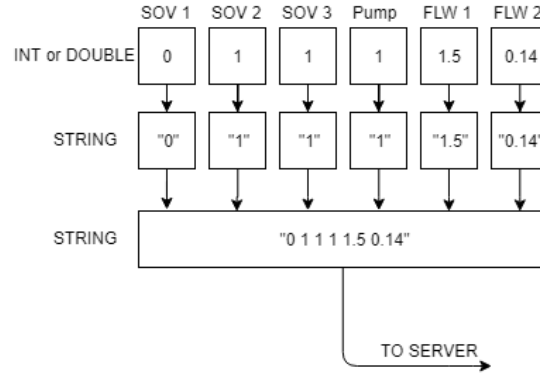 SOV 1 SOV 2 SOV 3 Pump FLW 1 FLW 2
INT or DOUBLE 0 1 1 1 1.5 0.14
STRING "0" "1" "1" "1" "1.5" "0.14"
STRING "0 1 1 1 1.5 0.14"
TO SERVER